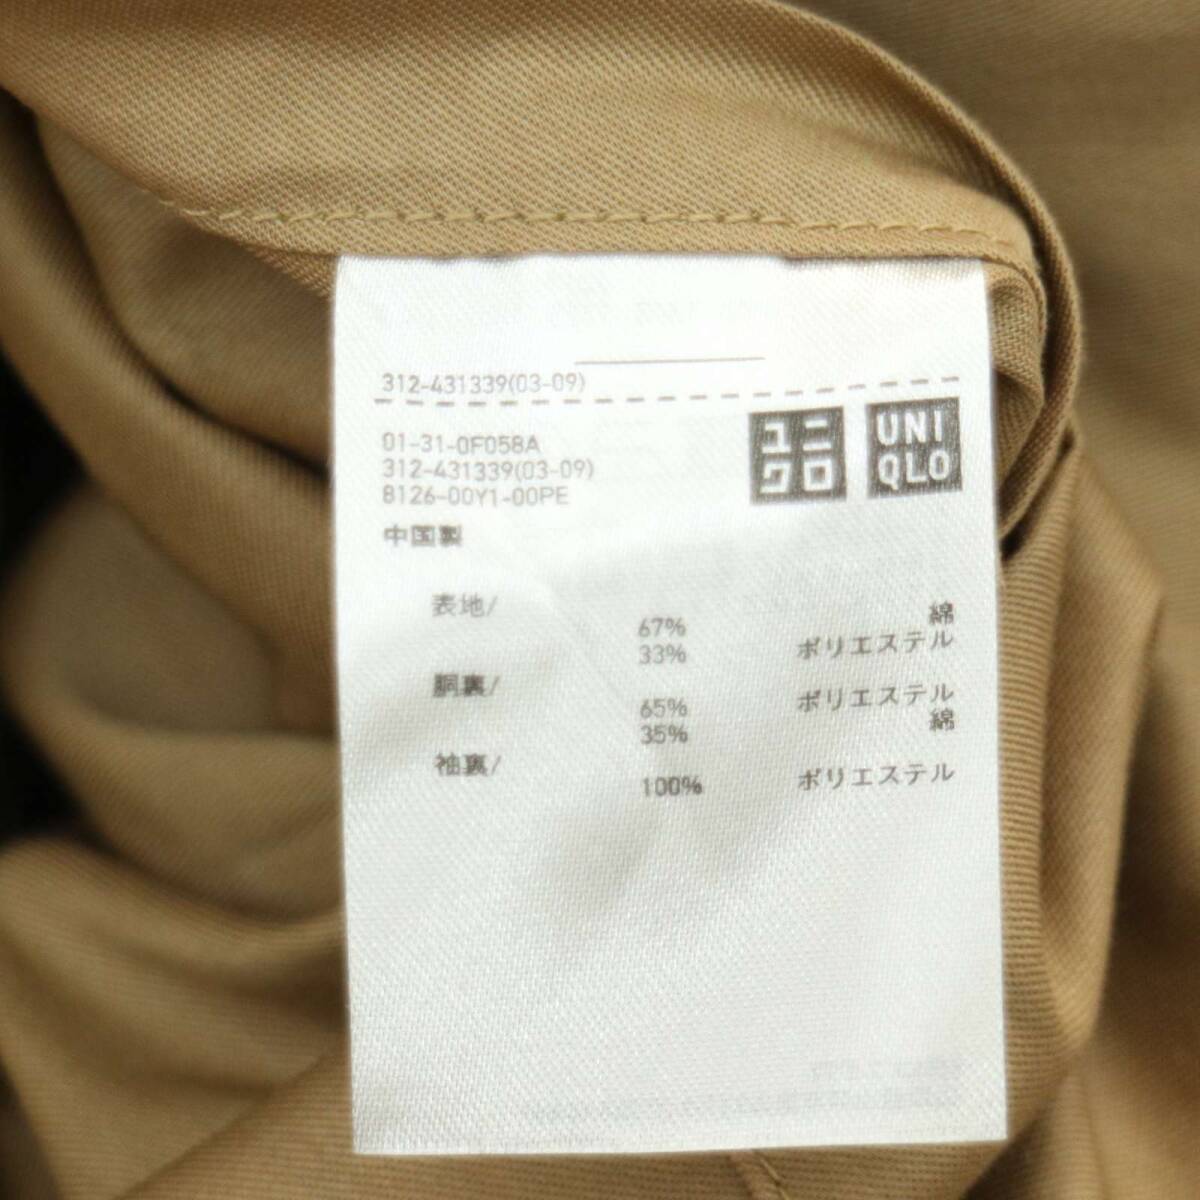 312-431339(03-09)
01-31-0F058A
312-431339(03-09)
8126-00Y1-00PE
中国製
ユニ
クロ
UNI
QLO
表地/
67% 綿
33% ポリエステル
胴裏/
65% ポリエステル
35% 綿
袖裏/
100% ポリエステル